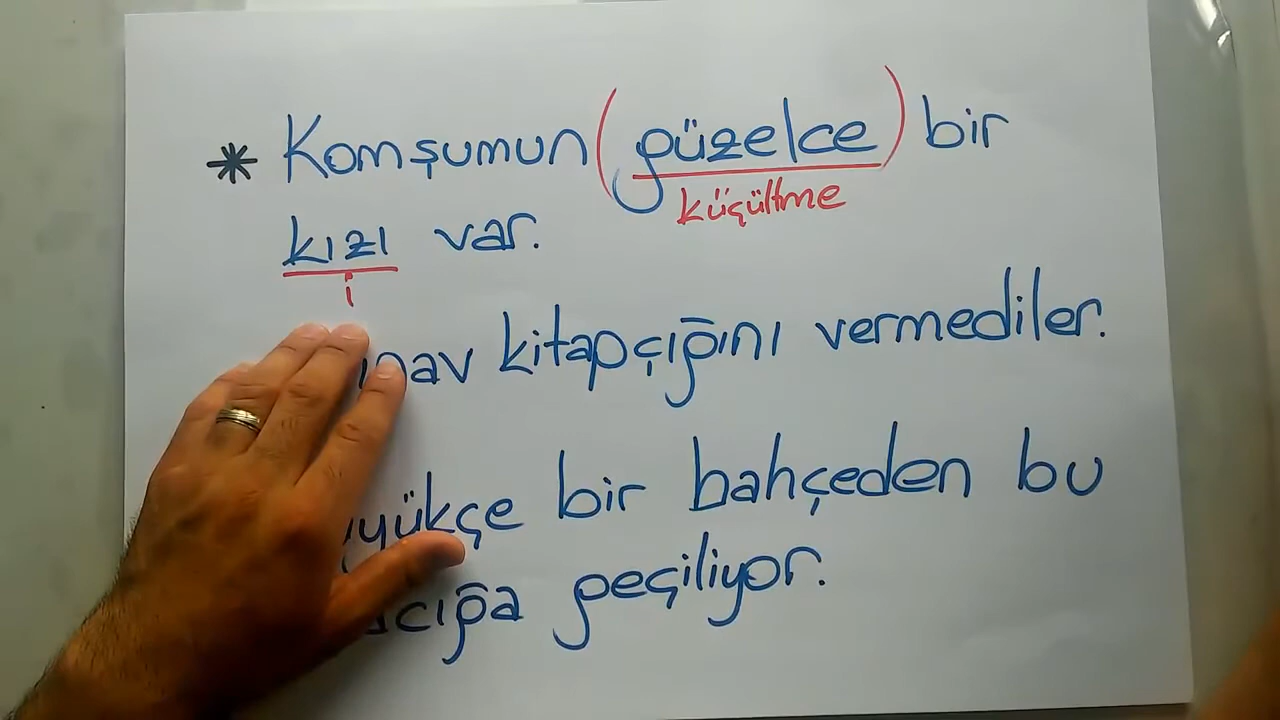 * Komşumun (güzelce) bir
küçültme
kızı var.
i
kitapçığını vermediler.
bir bahçeden bu
geçiliyor.